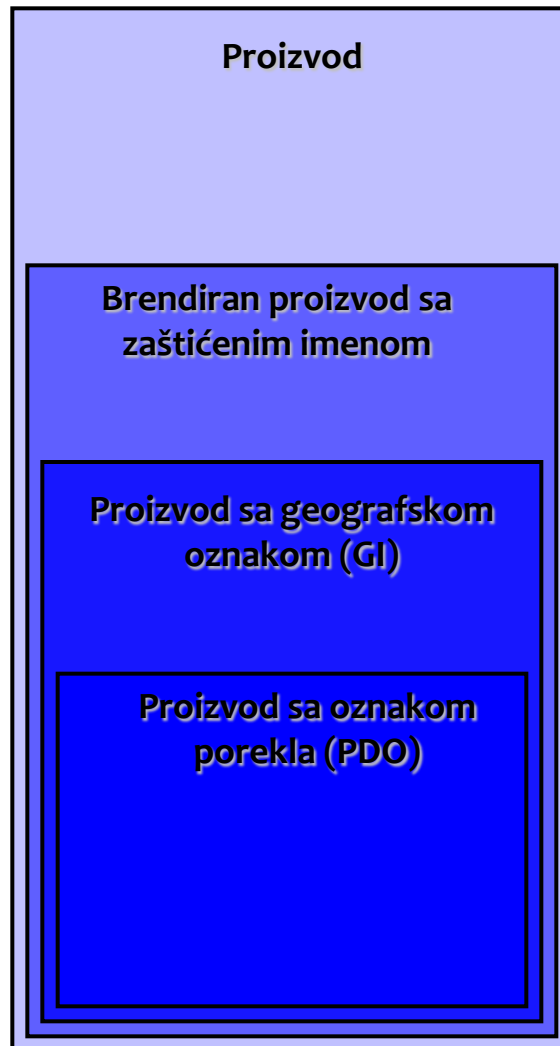 Proizvod
Brendiran proizvod sa
zaštićenim imenom
Proizvod sa geografskom
oznakom (GI)
Proizvod sa oznakom
porekla (PDO)